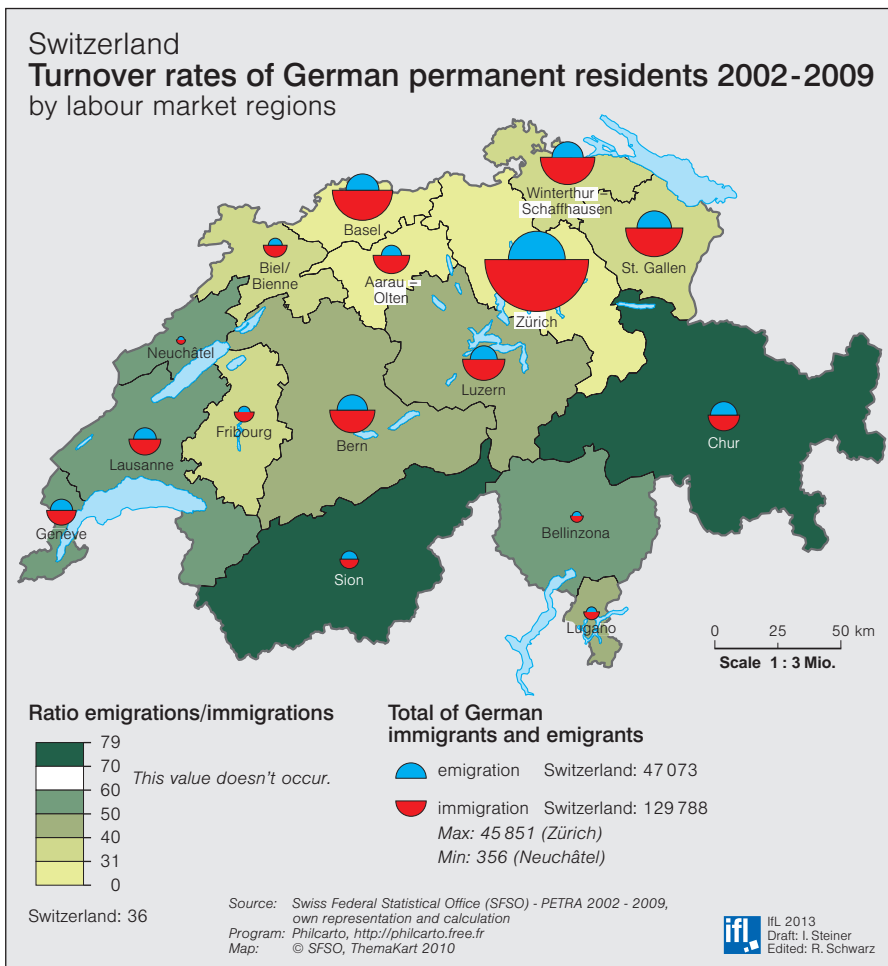 Switzerland
Turnover rates of German permanent residents 2002-2009
by labour market regions
Winterthur –
Schaffhausen
Basel
St. Gallen
Biel/
Bienne
Aarau –
Olten
Zürich
Neuchâtel
Luzern
Fribourg
Bern
Chur
Lausanne
Genève
Bellinzona
Sion
Lugano
0 25 50 km
Scale 1 : 3 Mio.
Ratio emigrations/immigrations
79
70
60
50
40
31
0
This value doesn't occur.
Switzerland: 36
Total of German
immigrants and emigrants
emigration Switzerland: 47 073
immigration Switzerland: 129 788
Max: 45 851 (Zürich)
Min: 356 (Neuchâtel)
Source: Swiss Federal Statistical Office (SFSO) - PETRA 2002 - 2009,
own representation and calculation
Program: Philcarto, http://philcarto.free.fr
Map: © SFSO, ThemaKart 2010
ifl
IfL 2013
Draft: I. Steiner
Edited: R. Schwarz